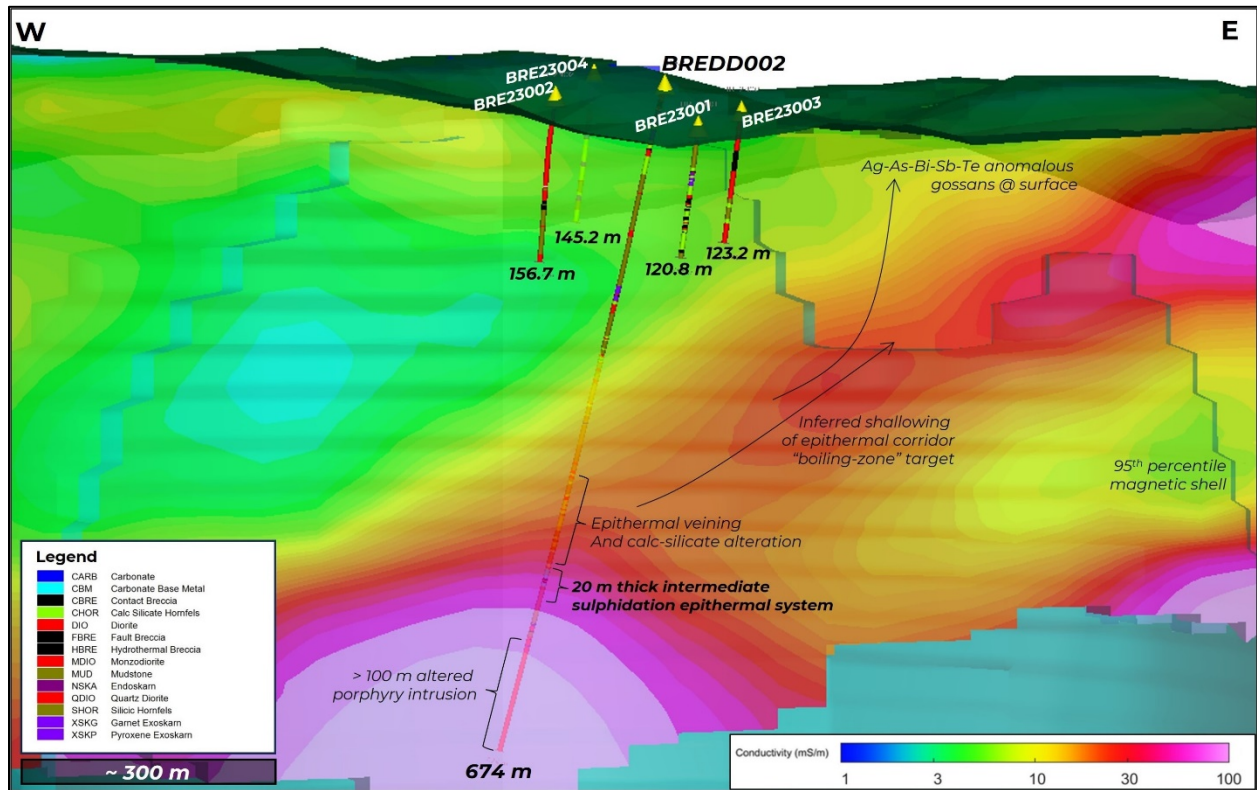 W
E
BREDD002
BRE23004
BRE23002
BRE23001
BRE23003
Ag-As-Bi-Sb-Te anomalous
gossans @ surface
145.2 m
156.7 m
120.8 m
123.2 m
Inferred shallowing
of epithermal corridor
“boiling-zone” target
95th percentile
magnetic shell
Epithermal veining
And calc-silicate alteration
20 m thick intermediate
sulphidation epithermal system
> 100 m altered
porphyry intrusion
674 m
Legend
CARB Carbonate
CBM Carbonate Base Metal
CBRE Contact Breccia
CHOR Calc Silicate Hornfels
DIO Diorite
FBRE Fault Breccia
HBRE Hydrothermal Breccia
MDIO Monzodiorite
MUD Mudstone
NSKA Endoskarn
QDIO Quartz Diorite
SHOR Silicic Hornfels
XSKG Garnet Exoskarn
XSKP Pyroxene Exoskarn
~ 300 m
Conductivity (mS/m)
1 3 10 30 100